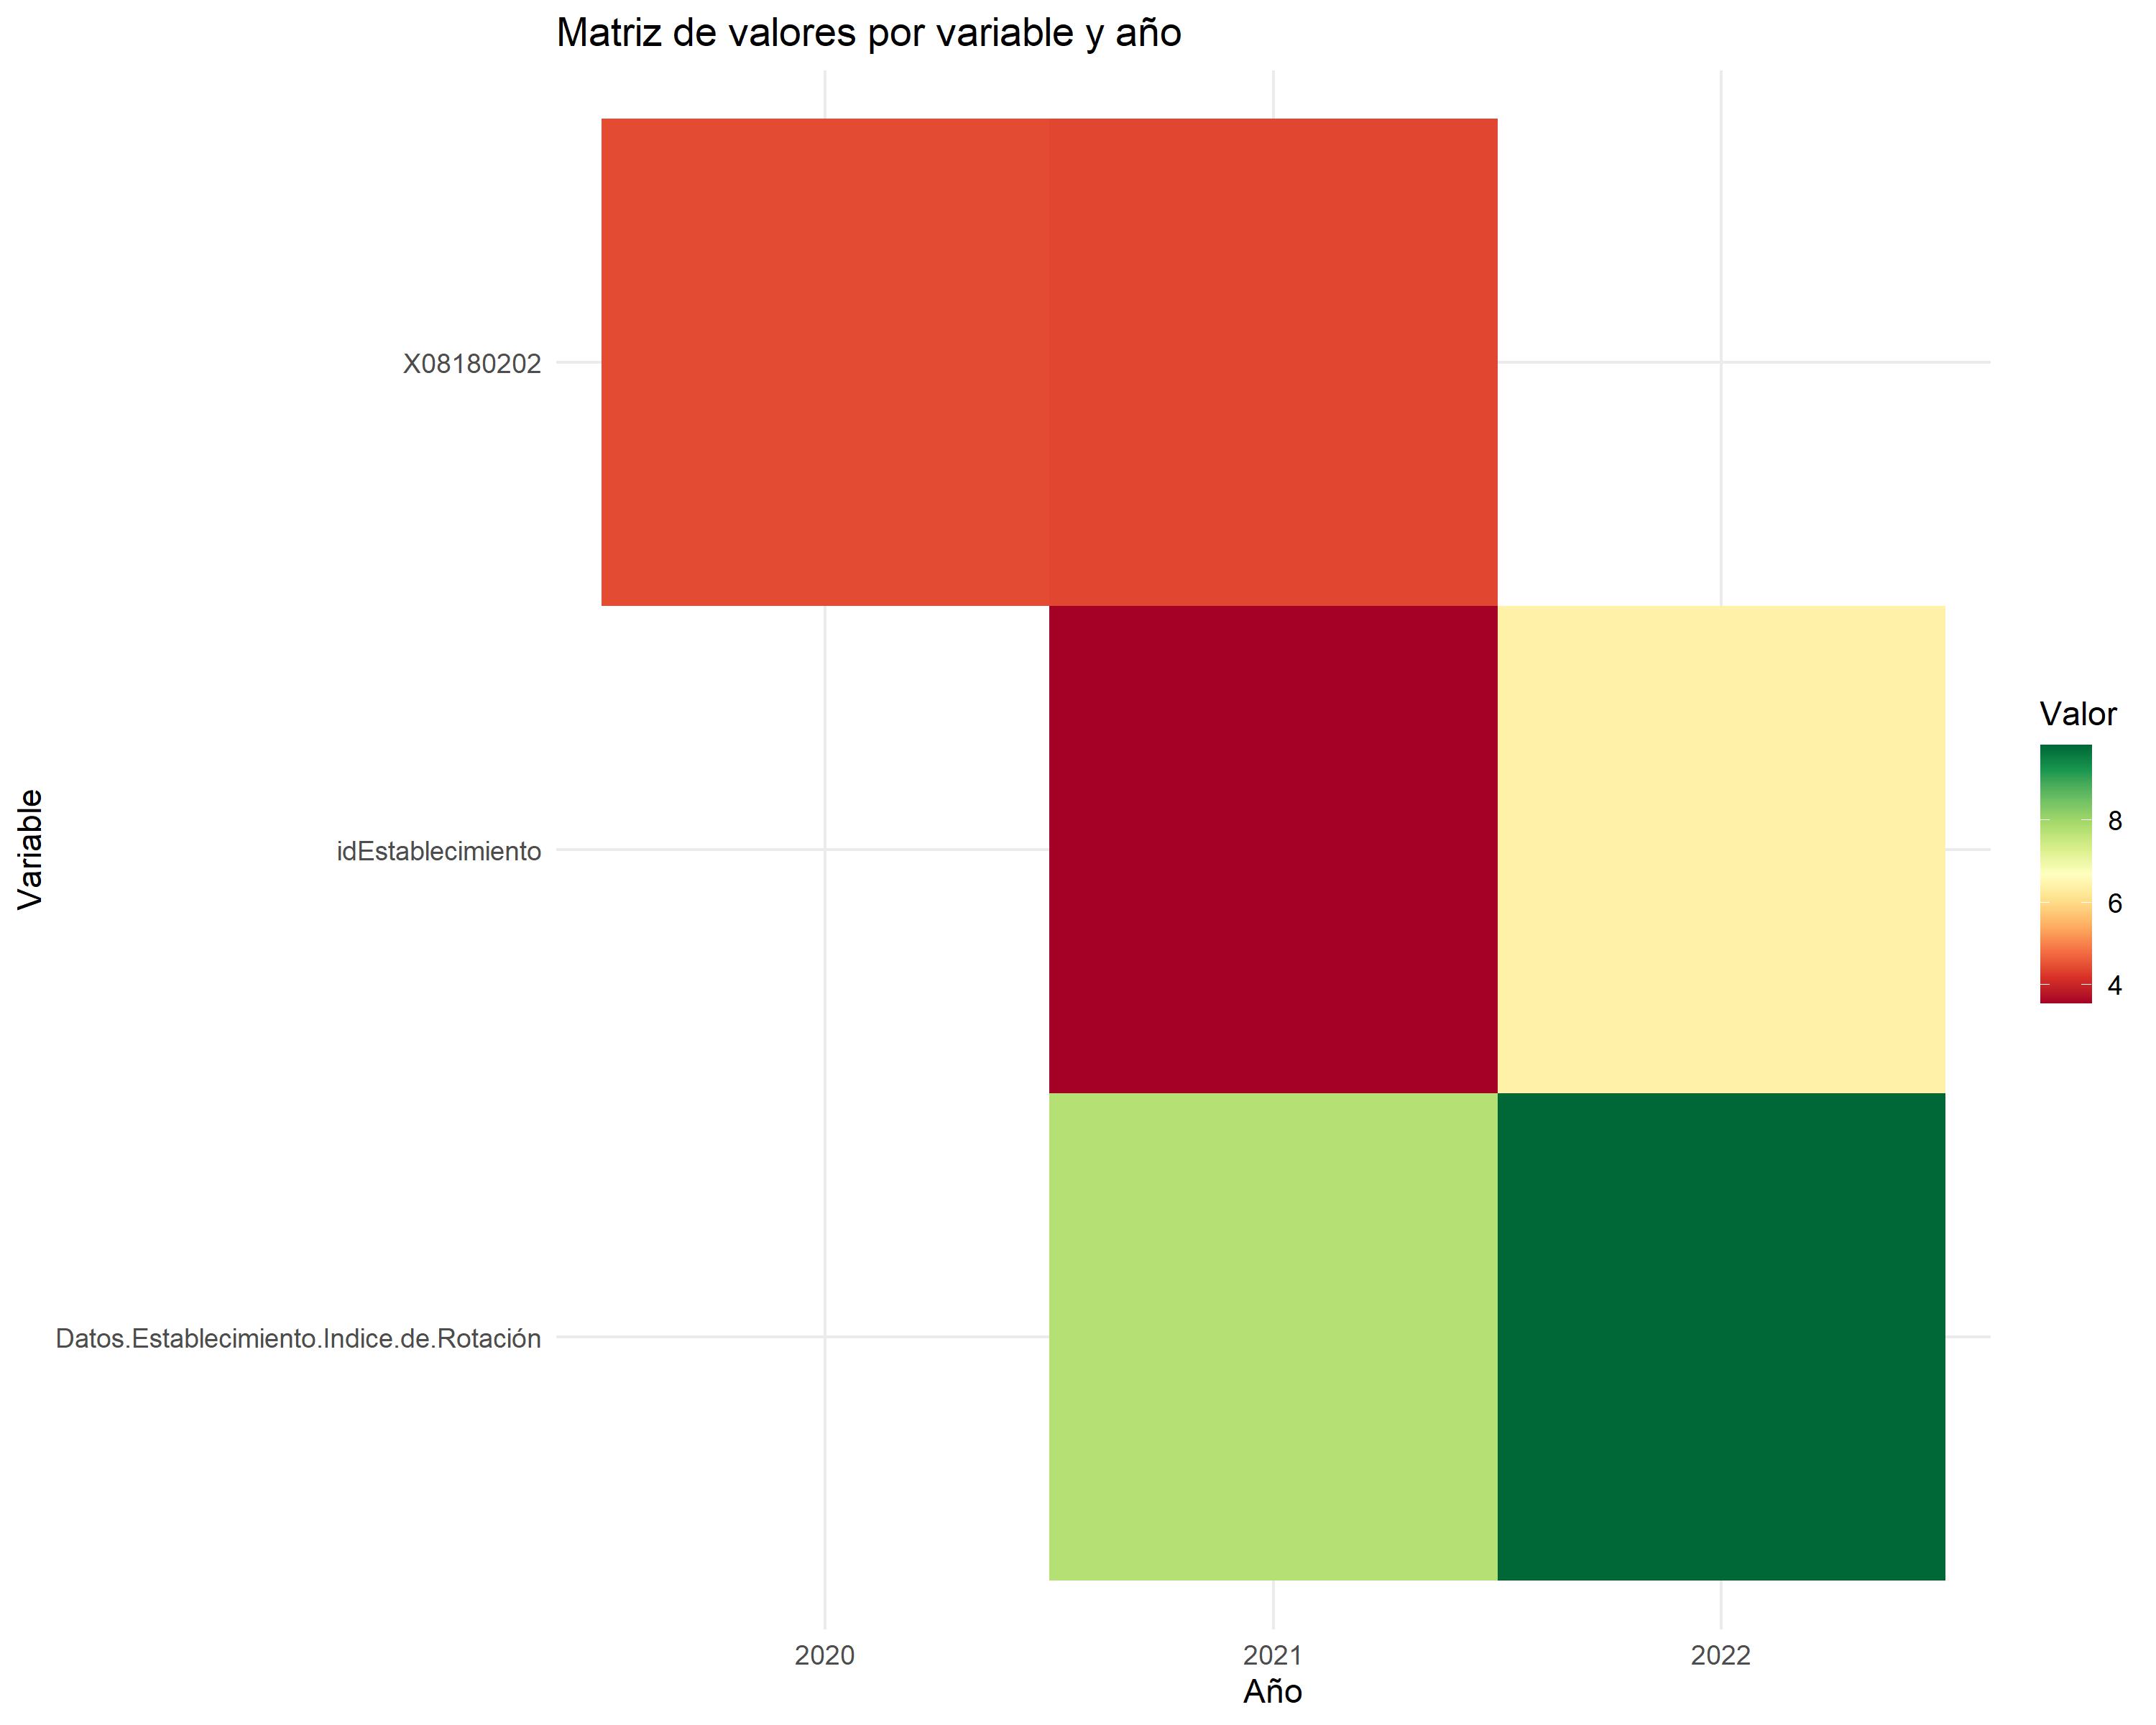 Matriz de valores por variable y año
X08180202
idEstablecimiento
Datos.Establecimiento.Indice.de.Rotación
Variable
2020
2021
2022
Año
Valor
8
6
4